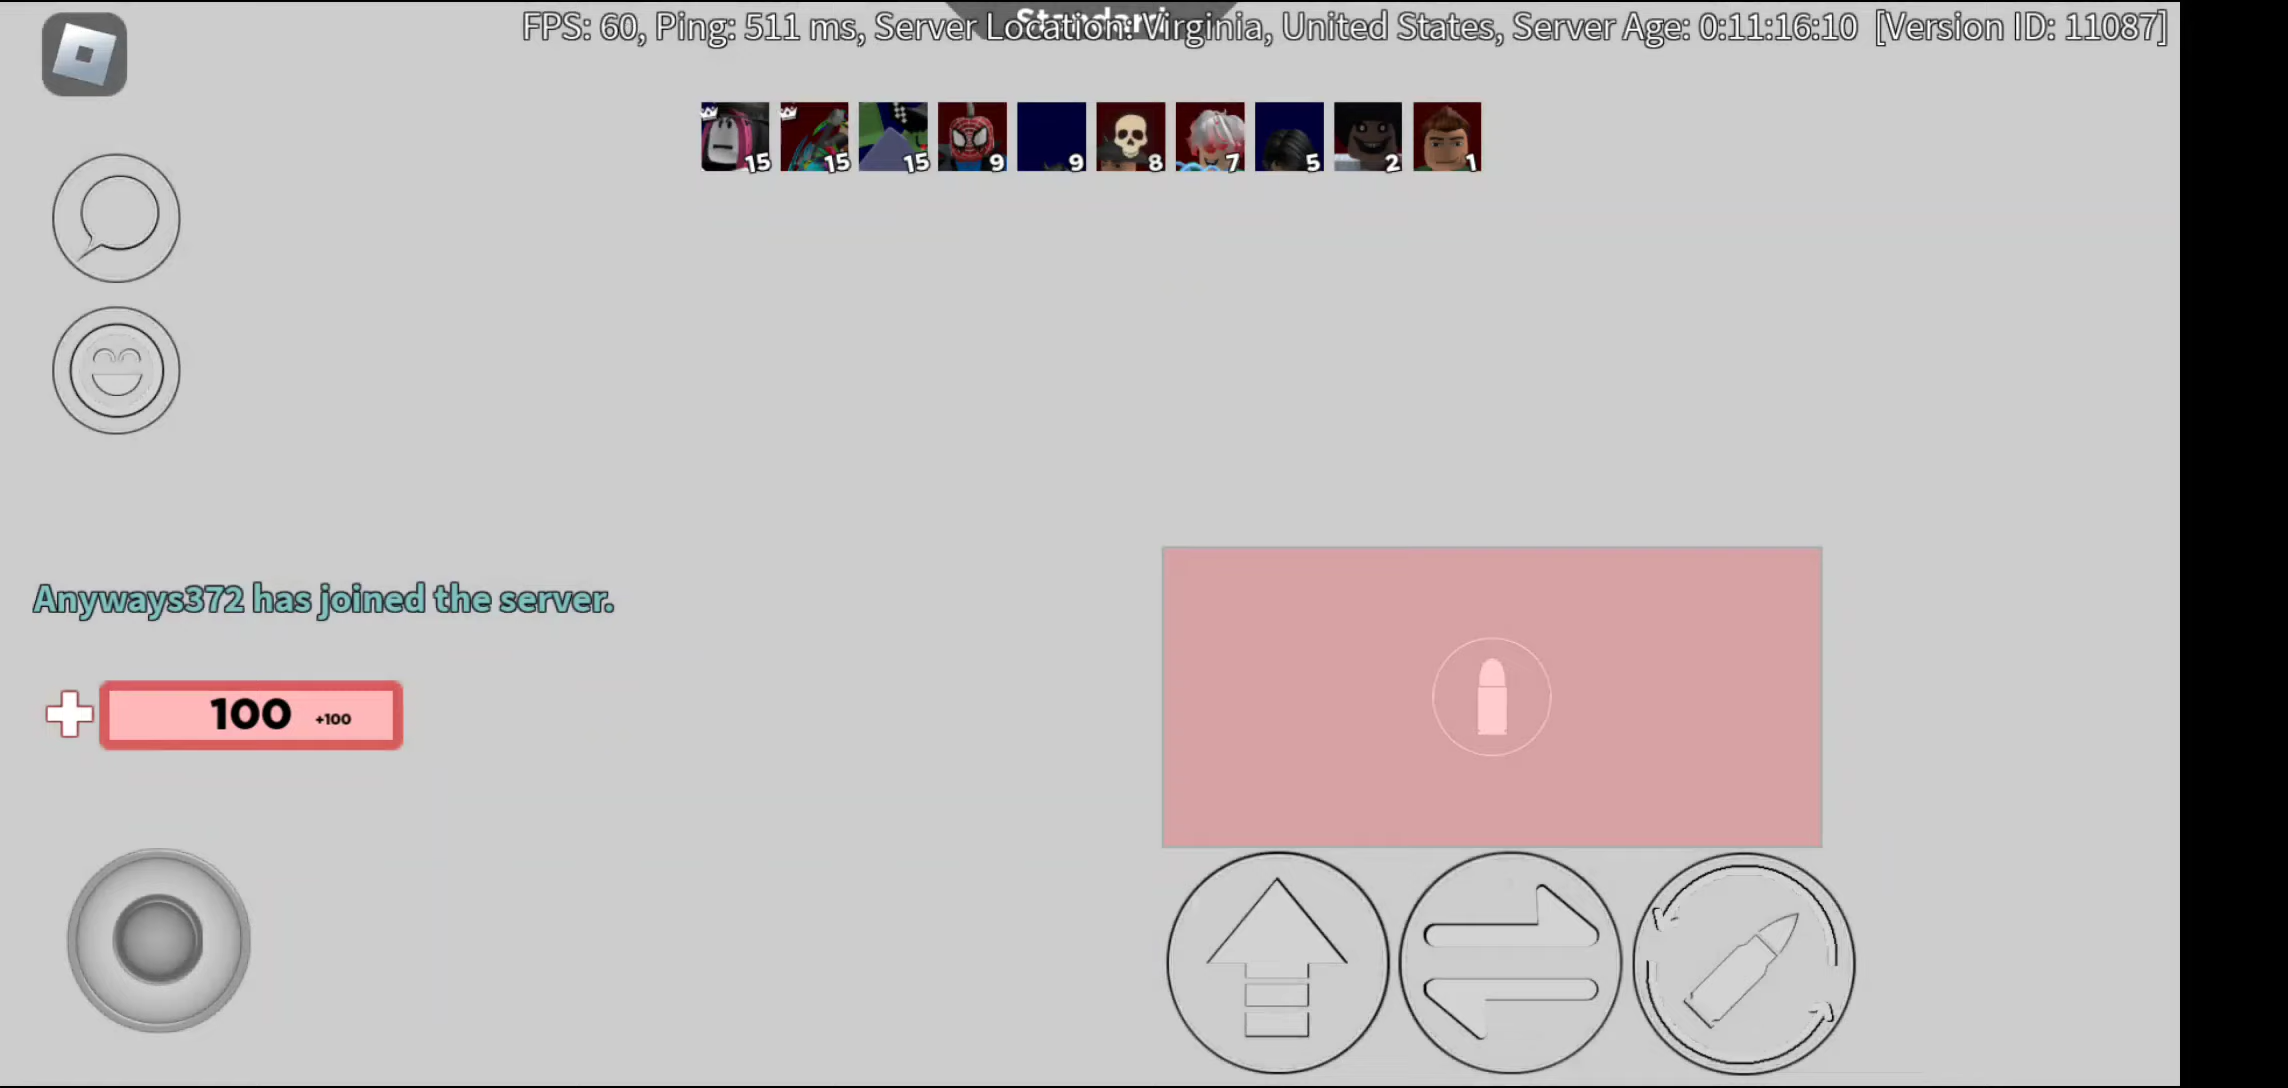 Standard
FPS: 60, Ping: 511 ms, Server Location: Virginia, United States, Server Age: 0:11:16:10 [Version ID: 11087]
15 15 15 9 9 8 7 5 2 1
Anyways372 has joined the server.
100 +100